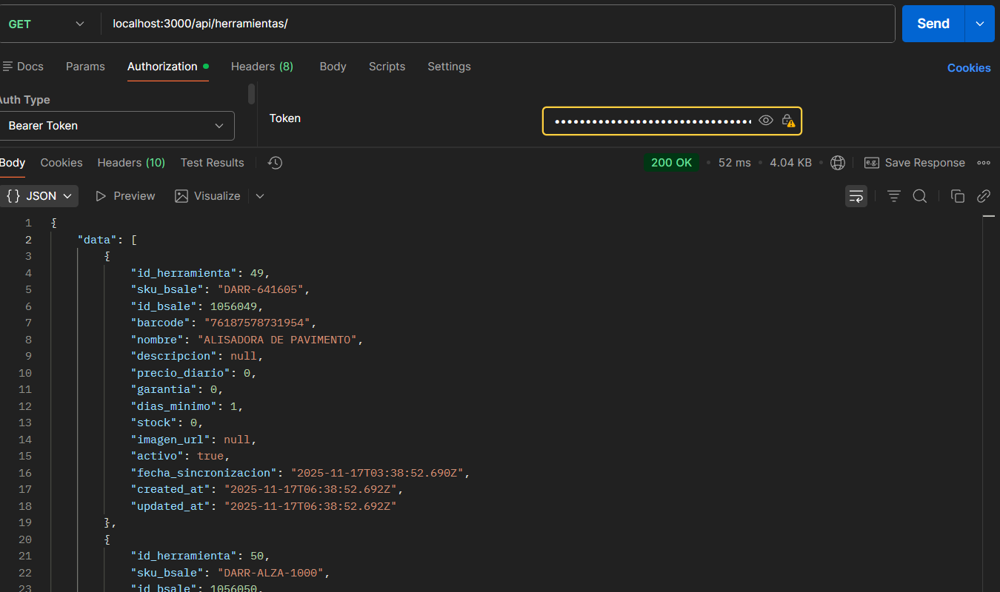 GET localhost:3000/api/herramientas/ Send
Docs Params Authorization Headers (8) Body Scripts Settings Cookies
Auth Type
Bearer Token
Token
Body Cookies Headers (10) Test Results 200 OK • 52 ms • 4.04 KB • e.g. Save Response
{} JSON Preview Visualize
1 {
2 "data": [
3 {
4 "id_herramienta": 49,
5 "sku_bsale": "DARR-641605",
6 "id_bsale": 1056049,
7 "barcode": "76187578731954",
8 "nombre": "ALISADORA DE PAVIMENTO",
9 "descripcion": null,
10 "precio_diario": 0,
11 "garantia": 0,
12 "dias_minimo": 1,
13 "stock": 0,
14 "imagen_url": null,
15 "activo": true,
16 "fecha_sincronizacion": "2025-11-17T03:38:52.690Z",
17 "created_at": "2025-11-17T06:38:52.692Z",
18 "updated_at": "2025-11-17T06:38:52.692Z"
19 },
20 {
21 "id_herramienta": 50,
22 "sku_bsale": "DARR-ALZA-1000",
23 "id_bsale": 1056050,